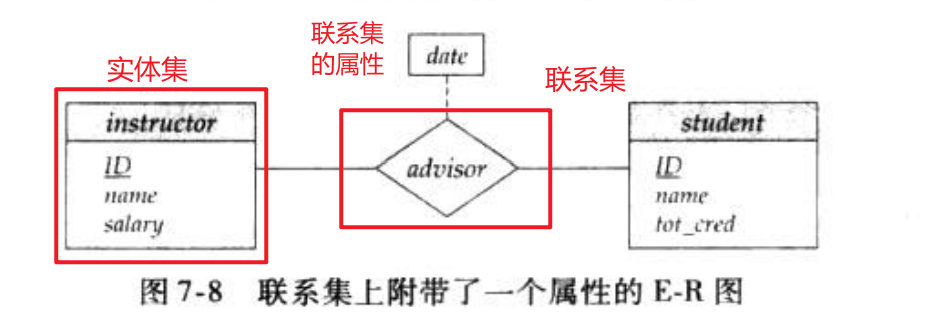 联系集
的属性
date
实体集
联系集
instructor
ID
name
salary
advisor
student
ID
name
tot_cred
图 7-8 联系集上附带了一个属性的 E-R 图